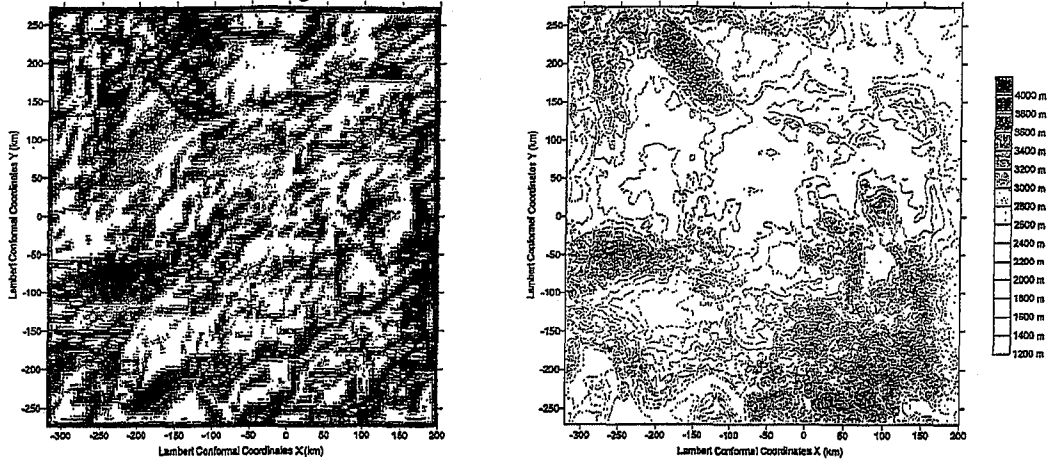 250
200
150
100
50
0
-50
-100
-150
-200
-250
Lambert Conformal Coordinates Y (km)
-300 -250 -200 -150 -100 -50 0 50 100 150 200
Lambert Conformal Coordinates X (km)
250
200
150
100
50
0
-50
-100
-150
-200
-250
Lambert Conformal Coordinates Y (km)
-300 -250 -200 -150 -100 -50 0 50 100 150 200
Lambert Conformal Coordinates X (km)
4000 m
3800 m
3600 m
3400 m
3200 m
3000 m
2800 m
2600 m
2400 m
2200 m
2000 m
1800 m
1600 m
1400 m
1200 m